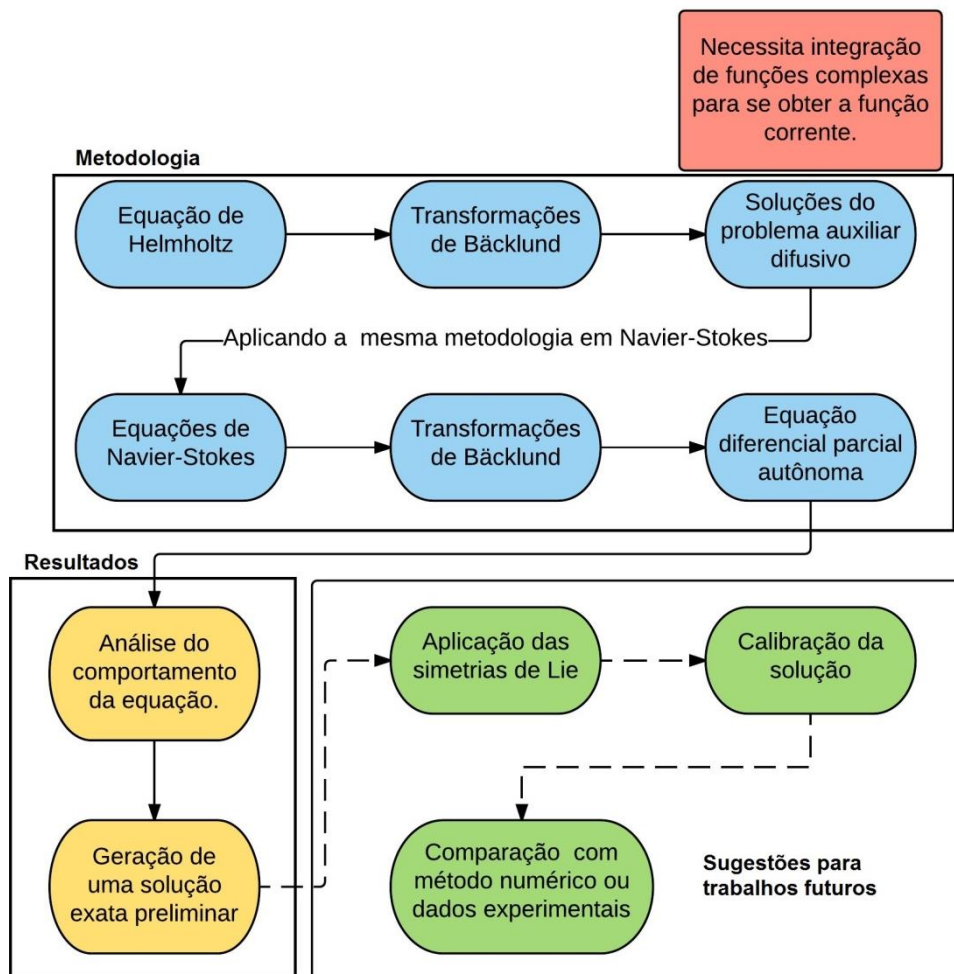 Necessita integração
de funções complexas
para se obter a função
corrente.
Metodologia
Equação de
Helmholtz
Transformações
de Bäcklund
Soluções do
problema auxiliar
difusivo
Aplicando a  mesma metodologia em Navier-Stokes
Equações de
Navier-Stokes
Transformações
de Bäcklund
Equação
diferencial parcial
autônoma
Resultados
Análise do
comportamento
da equação.
Geração de
uma solução
exata preliminar
Aplicação das
simetrias de Lie
Calibração da
solução
Comparação  com
método numérico ou
dados experimentais
Sugestões para
trabalhos futuros